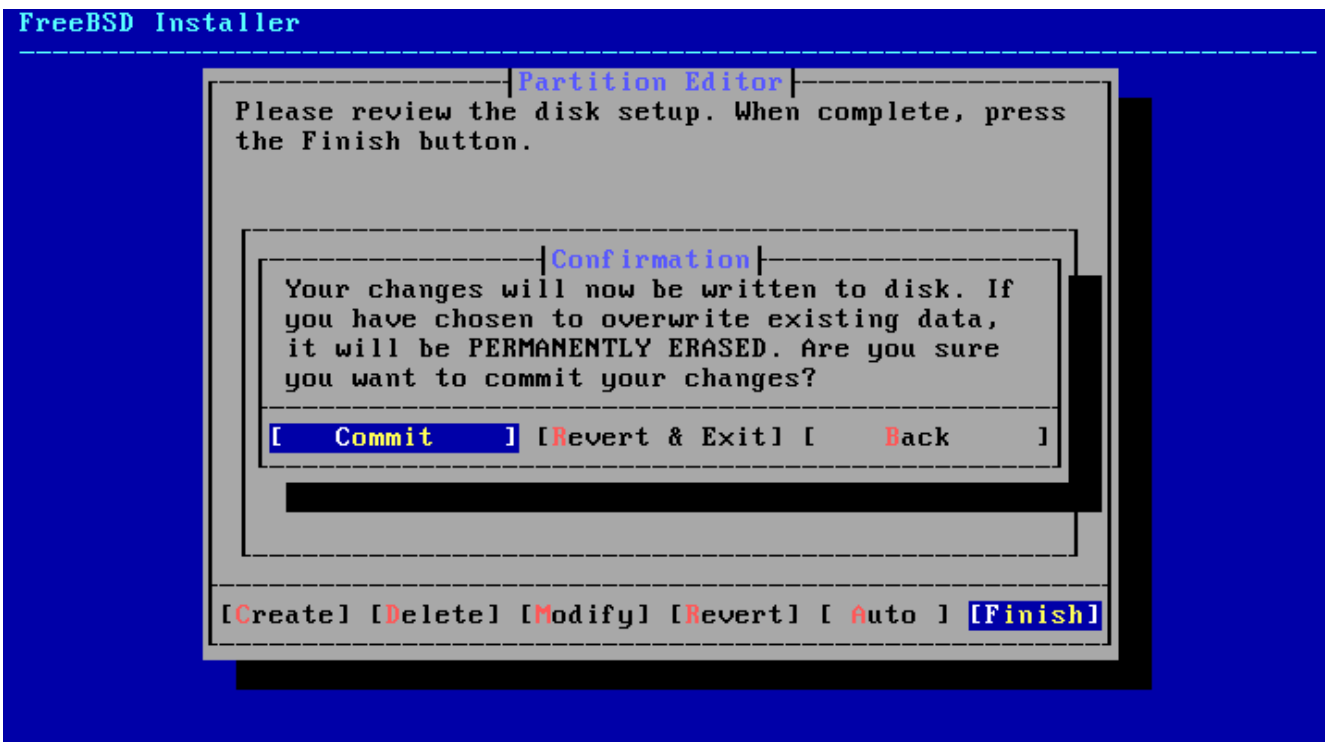 FreeBSD Installer
Partition Editor
Please review the disk setup. When complete, press
the Finish button.
Confirmation
Your changes will now be written to disk. If
you have chosen to overwrite existing data,
it will be PERMANENTLY ERASED. Are you sure
you want to commit your changes?
[ Commit ] [Revert & Exit] [ Back ]
[Create] [Delete] [Modify] [Revert] [ Auto ] [Finish]